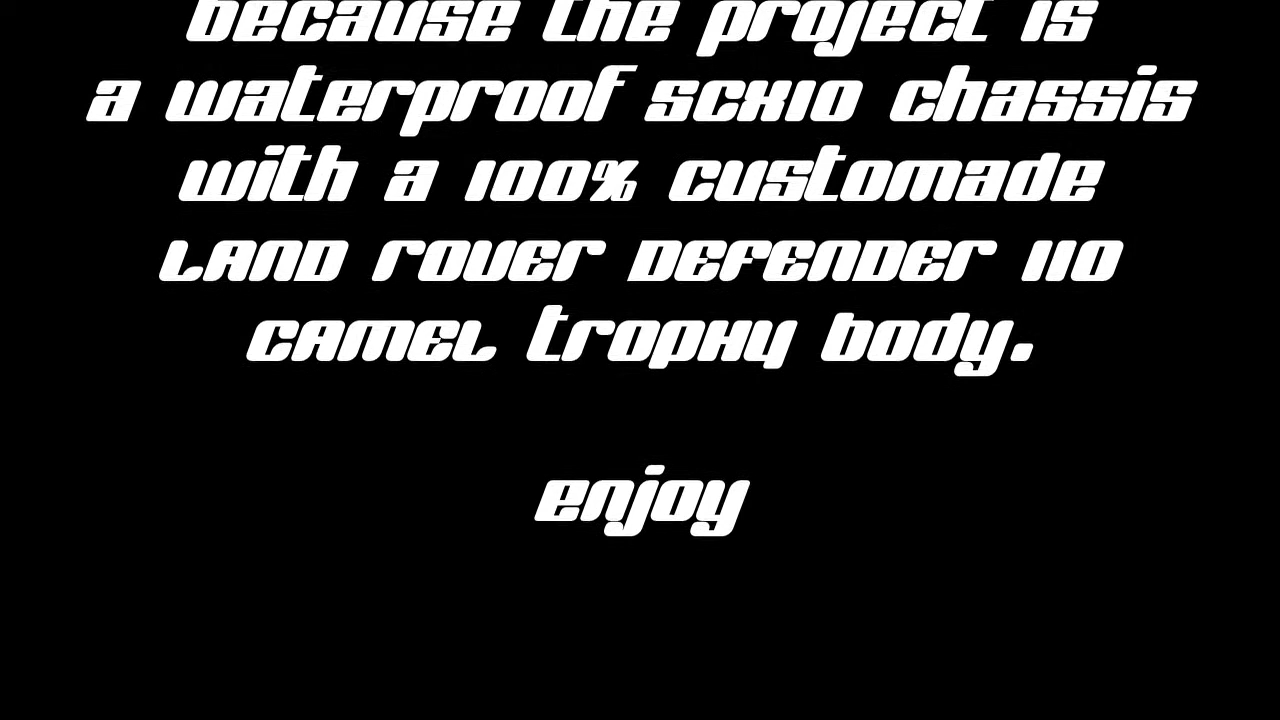 because the project is
a waterproof scx10 chassis
with a 100% customade
LAND rover DEFENDER 110
CAMEL tropHy body.
enjoy